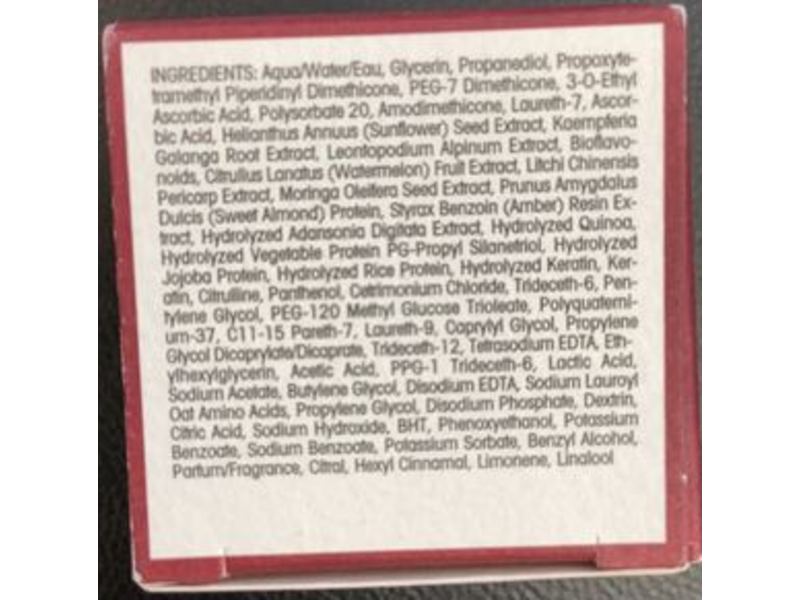 INGREDIENTS: Aqua/Water/Eau, Glycerin, Propanediol, Propoxyte-
tramethyl Piperidinyl Dimethicone, PEG-7 Dimethicone, 3-O-Ethyl
Ascorbic Acid, Polysorbate 20, Amodimethicone, Laureth-7, Ascor-
bic Acid, Helianthus Annuus (Sunflower) Seed Extract, Kaempferia
Galanga Root Extract, Leontopodium Alpinum Extract, Bioflavo-
noids, Citrullus Lanatus (Watermelon) Fruit Extract, Litchi Chinensis
Pericarp Extract, Moringa Oleifera Seed Extract, Prunus Amygdalus
Dulcis (Sweet Almond) Protein, Styrax Benzoin (Amber) Resin Ex-
tract, Hydrolyzed Adansonia Digitata Extract, Hydrolyzed Quinoa,
Hydrolyzed Vegetable Protein PG-Propyl Silanetriol, Hydrolyzed
Jojoba Protein, Hydrolyzed Rice Protein, Hydrolyzed Keratin, Ker-
atin, Citrulline, Panthenol, Cetrimonium Chloride, Trideceth-6, Pen-
tylene Glycol, PEG-120 Methyl Glucose Trioleate, Polyquaterni-
um-37, C11-15 Pareth-7, Laureth-9, Caprylyl Glycol, Propylene
Glycol Dicaprylate/Dicaprate, Trideceth-12, Tetrasodium EDTA, Eth-
ylhexylglycerin, Acetic Acid, PPG-1 Trideceth-6, Lactic Acid,
Sodium Acetate, Butylene Glycol, Disodium EDTA, Sodium Lauroyl
Oat Amino Acids, Propylene Glycol, Disodium Phosphate, Dextrin,
Citric Acid, Sodium Hydroxide, BHT, Phenoxyethanol, Potassium
Benzoate, Sodium Benzoate, Potassium Sorbate, Benzyl Alcohol,
Parfum/Fragrance, Citral, Hexyl Cinnamal, Limonene, Linalool